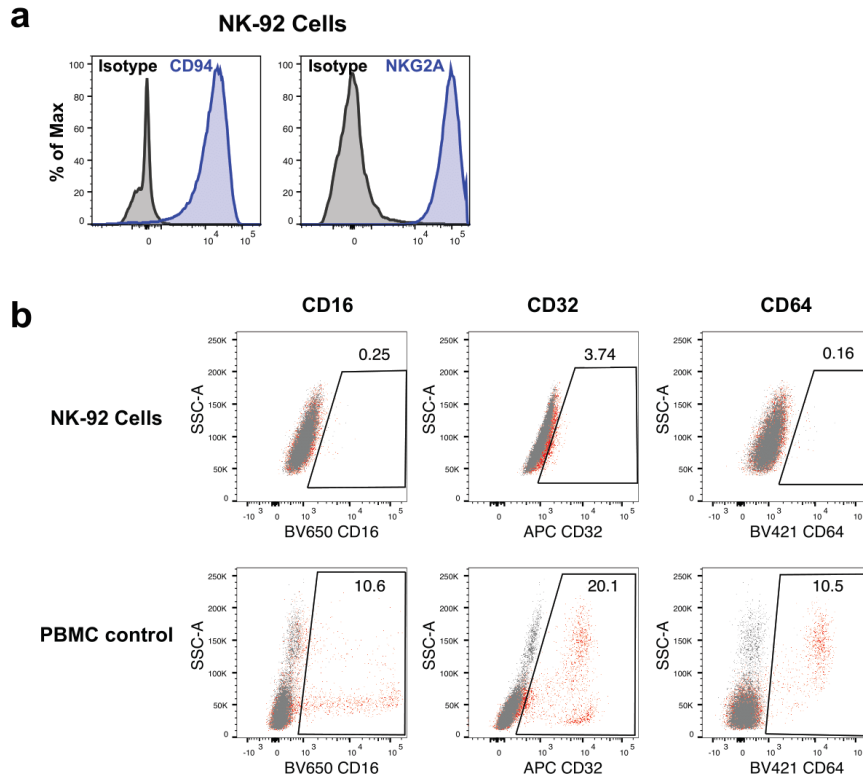 a
NK-92 Cells
Isotype CD94
Isotype NKG2A
% of Max
100
80
60
40
20
0
0 10 4 10 5
100
80
60
40
20
0
0 10 4 10 5
b
CD16 CD32 CD64
NK-92 Cells
SSC-A
250K
200K
150K
100K
50K
0
0.25
-10 3 0 10 3 10 4 10 5
BV650 CD16
SSC-A
250K
200K
150K
100K
50K
0
3.74
-10 3 0 10 3 10 4 10 5
APC CD32
SSC-A
250K
200K
150K
100K
50K
0
0.16
-10 3 0 10 3 10 4
BV421 CD64
PBMC control
SSC-A
250K
200K
150K
100K
50K
0
10.6
-10 3 0 10 3 10 4 10 5
BV650 CD16
SSC-A
250K
200K
150K
100K
50K
0
20.1
-10 3 0 10 3 10 4 10 5
APC CD32
SSC-A
250K
200K
150K
100K
50K
0
10.5
-10 3 0 10 3 10 4
BV421 CD64